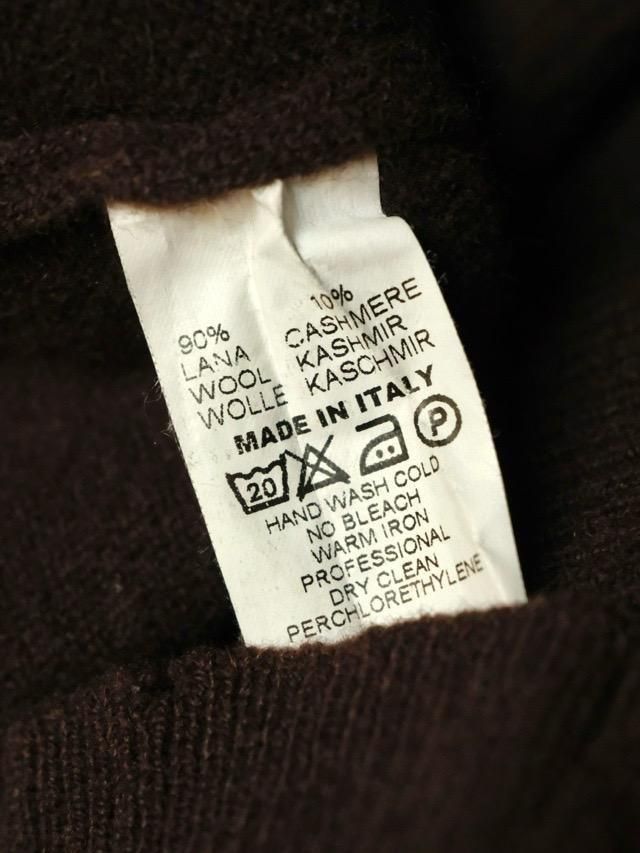 90%
LANA
WOOL
WOLLE
10%
CASHMERE
KASHMIR
KASCHMIR
MADE IN ITALY
20
P
HAND WASH COLD
NO BLEACH
WARM IRON
PROFESSIONAL
DRY CLEAN
PERCHLORETHYLENE